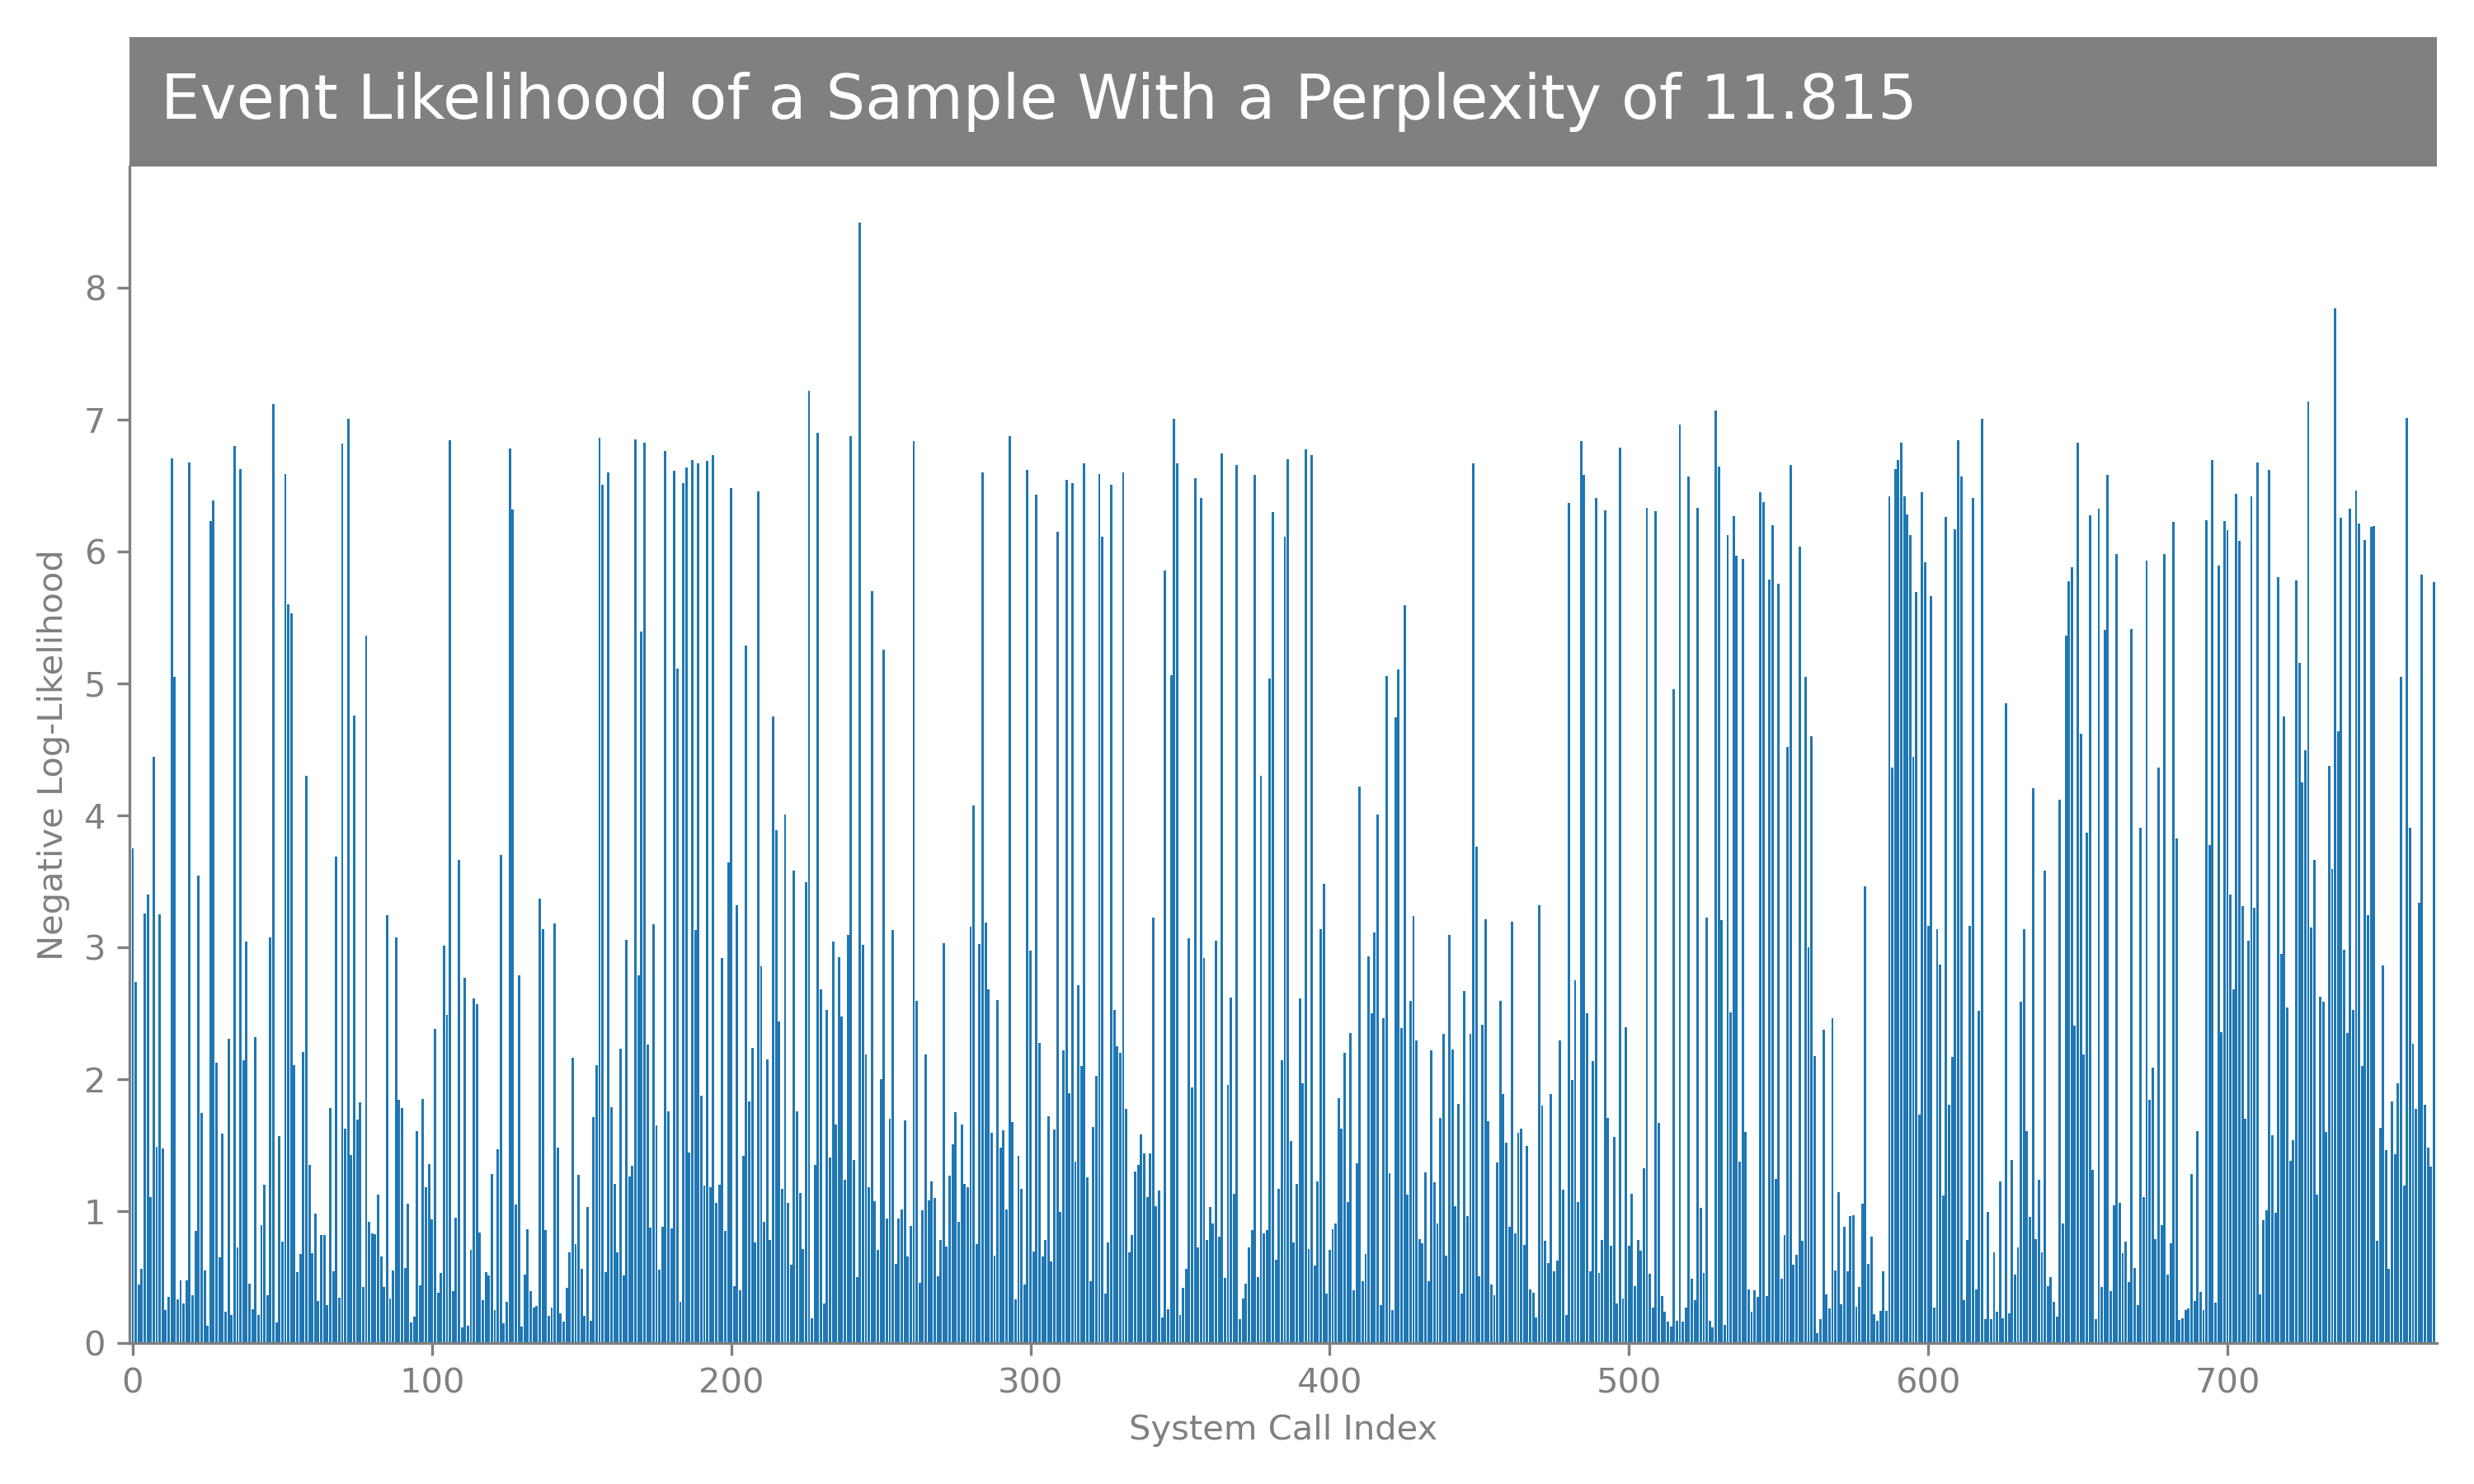 Event Likelihood of a Sample With a Perplexity of 11.815
Negative Log-Likelihood
8
7
6
5
4
3
2
1
0
0 100 200 300 400 500 600 700
System Call Index